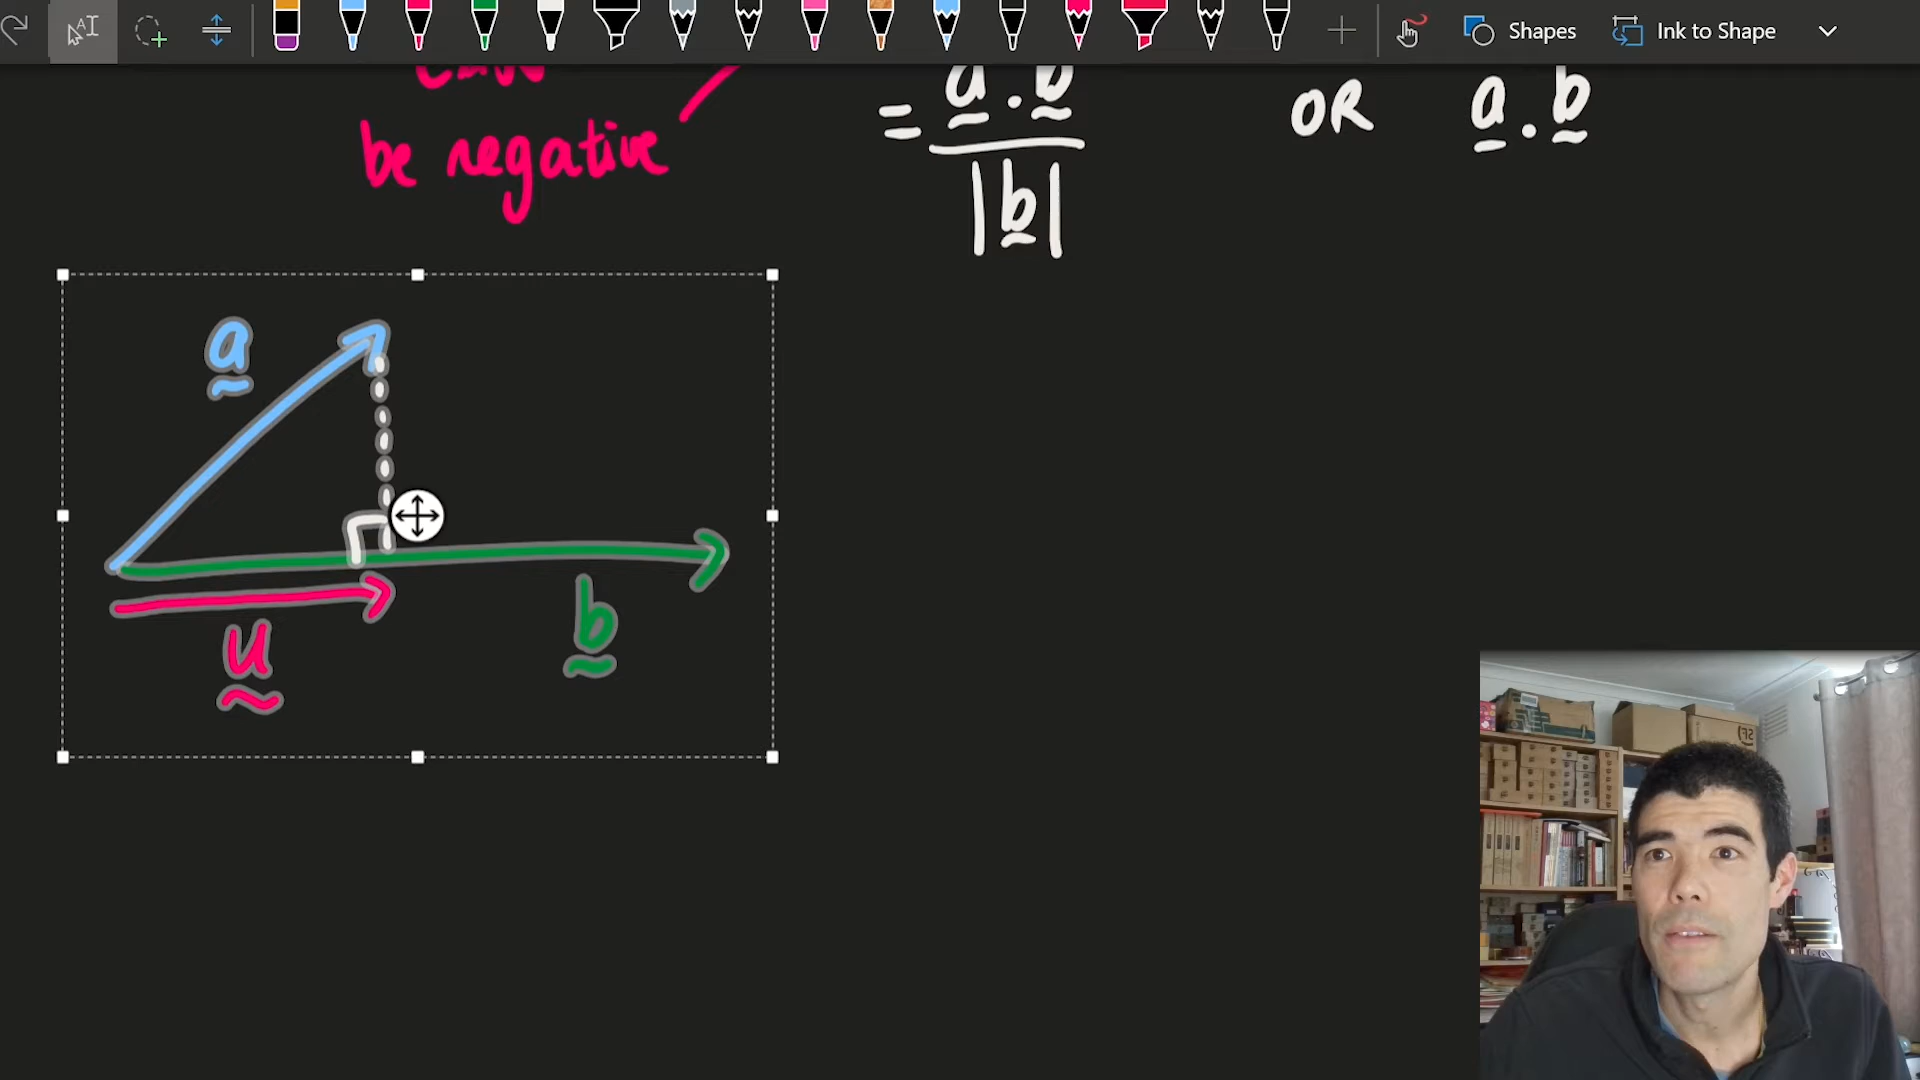 Shapes
Ink to Shape
be negative
= a . b OR a . b
|b|
a
u
b